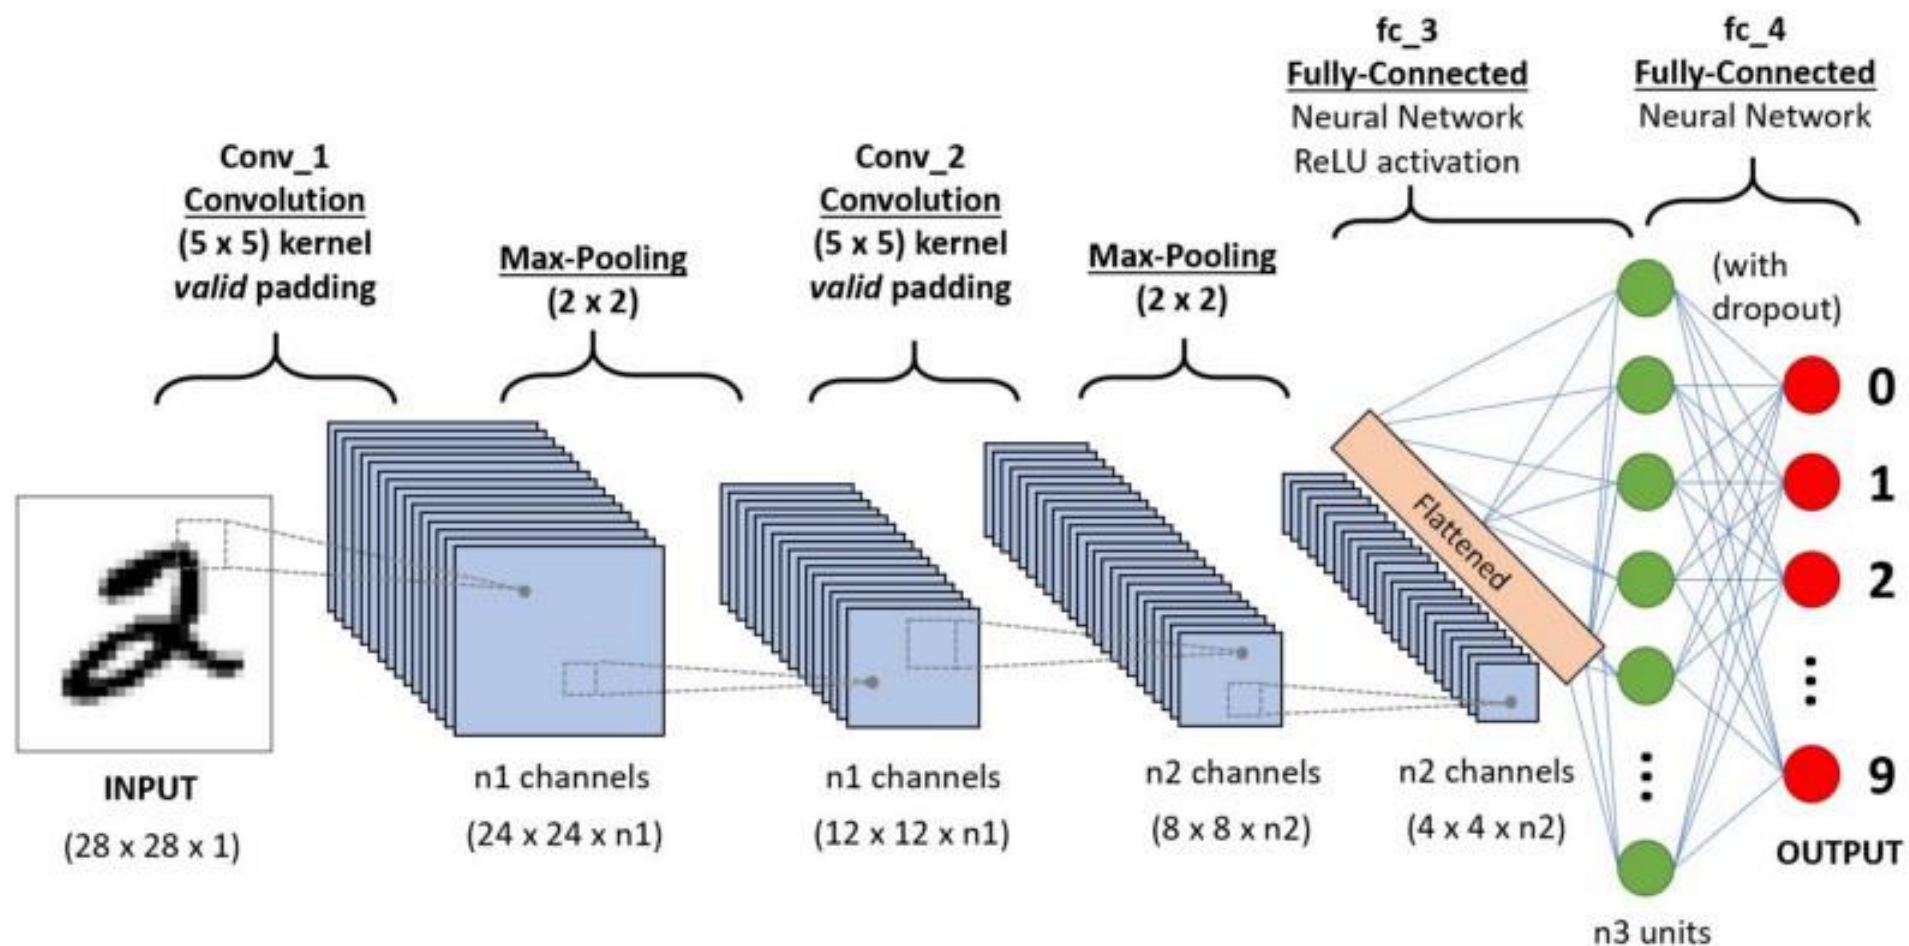 Conv_1
Convolution
(5 x 5) kernel
valid padding
Max-Pooling
(2 x 2)
Conv_2
Convolution
(5 x 5) kernel
valid padding
Max-Pooling
(2 x 2)
fc_3
Fully-Connected
Neural Network
ReLU activation
fc_4
Fully-Connected
Neural Network
(with
dropout)
INPUT
(28 x 28 x 1)
n1 channels
(24 x 24 x n1)
n1 channels
(12 x 12 x n1)
n2 channels
(8 x 8 x n2)
n2 channels
(4 x 4 x n2)
Flattened
n3 units
0
1
2
9
OUTPUT
2